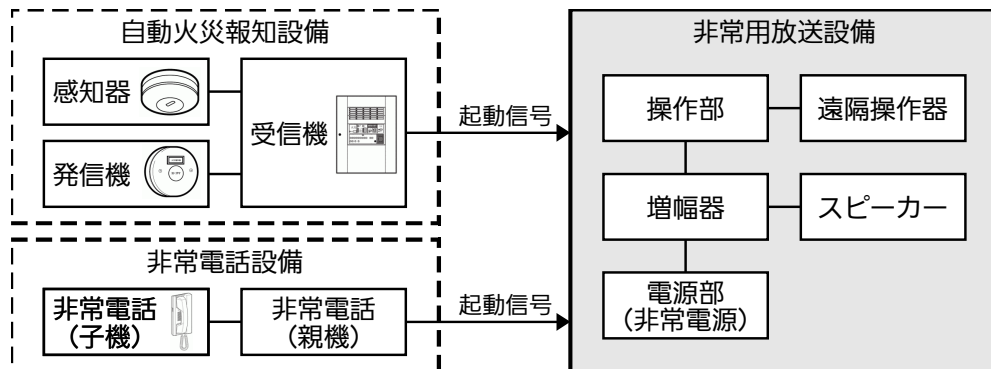 自動火災報知設備
感知器
発信機
受信機
起動信号
非常電話設備
非常電話
(子機)
非常電話
(親機)
起動信号
非常用放送設備
操作部
遠隔操作器
増幅器
スピーカー
電源部
(非常電源)